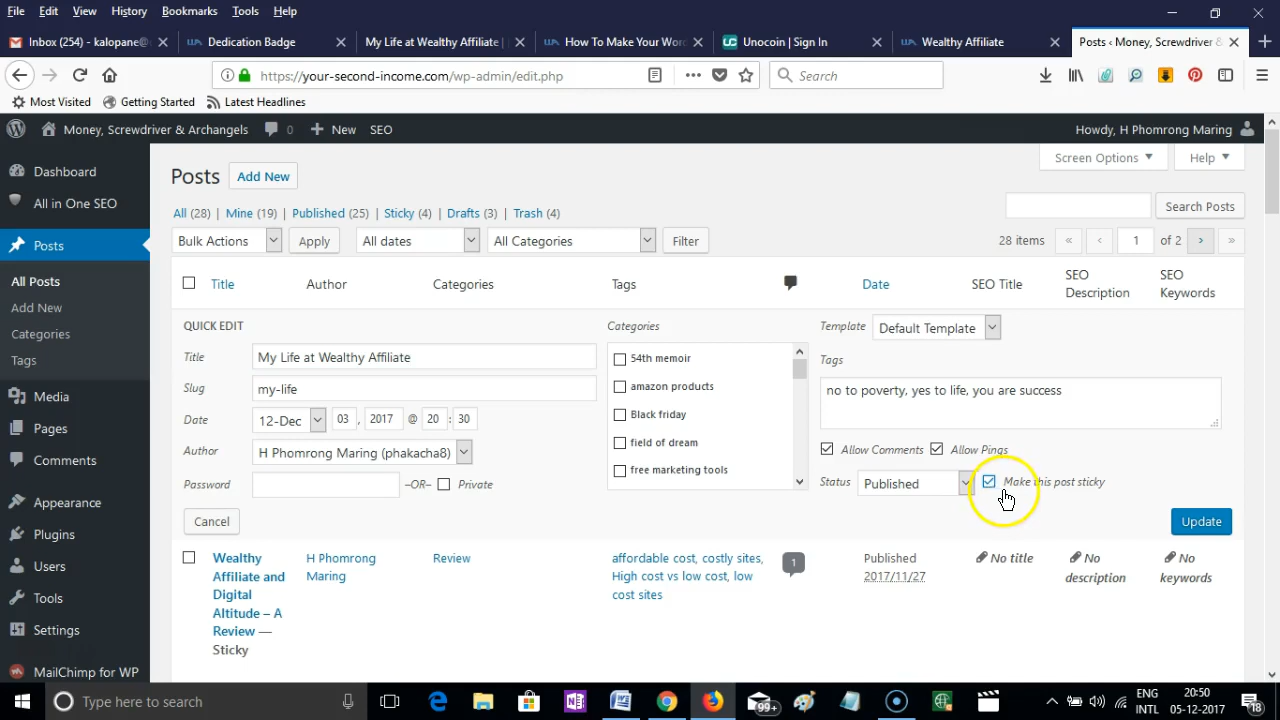 File Edit View History Bookmarks Tools Help
Inbox (254) - kalopane@
Dedication Badge
My Life at Wealthy Affiliate |
How To Make Your Wor
Unocoin | Sign In
Wealthy Affiliate
Posts ‹ Money, Screwdriver &
https://your-second-income.com/wp-admin/edit.php
Search
Most Visited Getting Started Latest Headlines
Money, Screwdriver & Archangels 0 New SEO Howdy, H Phomrong Maring
Screen Options Help
Dashboard
All in One SEO
Posts
All Posts
Add New
Categories
Tags
Media
Pages
Comments
Appearance
Plugins
Users
Tools
Settings
MailChimp for WP
Posts Add New
All (28) | Mine (19) | Published (25) | Sticky (4) | Drafts (3) | Trash (4)
Search Posts
Bulk Actions Apply All dates All Categories Filter 28 items « ‹ 1 of 2 › »
Title Author Categories Tags Date SEO Title SEO Description SEO Keywords
QUICK EDIT
Title My Life at Wealthy Affiliate
Slug my-life
Date 12-Dec 03 , 2017 @ 20 : 30
Author H Phomrong Maring (phakacha8)
Password –OR– Private
Categories
54th memoir
amazon products
Black friday
field of dream
free marketing tools
Template Default Template
Tags
no to poverty, yes to life, you are success
Allow Comments Allow Pings
Status Published Make this post sticky
Cancel Update
Wealthy
Affiliate and
Digital
Altitude – A
Review —
Sticky
H Phomrong
Maring
Review
affordable cost, costly sites,
High cost vs low cost, low
cost sites
1
Published
2017/11/27
No title
No
description
No
keywords
Type here to search
99+
ENG
INTL
20:50
05-12-2017
18